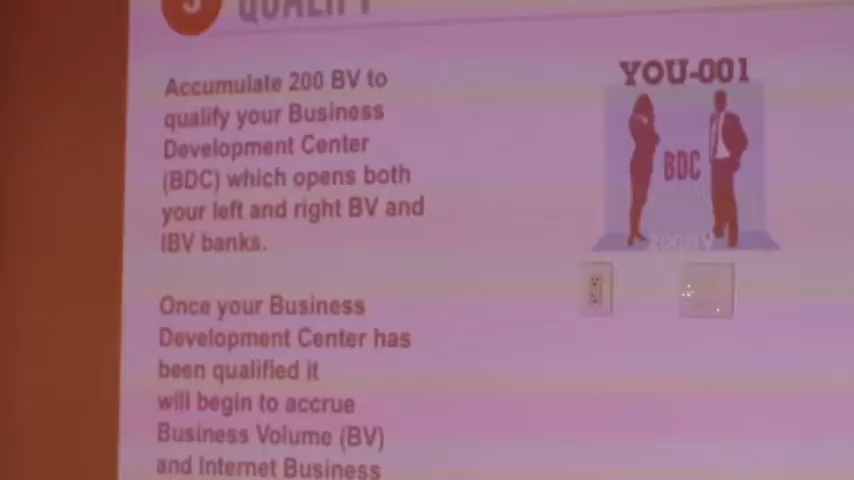 3 QUALIFY
Accumulate 200 BV to
qualify your Business
Development Center
(BDC) which opens both
your left and right BV and
IBV banks.
Once your Business
Development Center has
been qualified it
will begin to accrue
Business Volume (BV)
and Internet Business
YOU-001
BDC
200BV